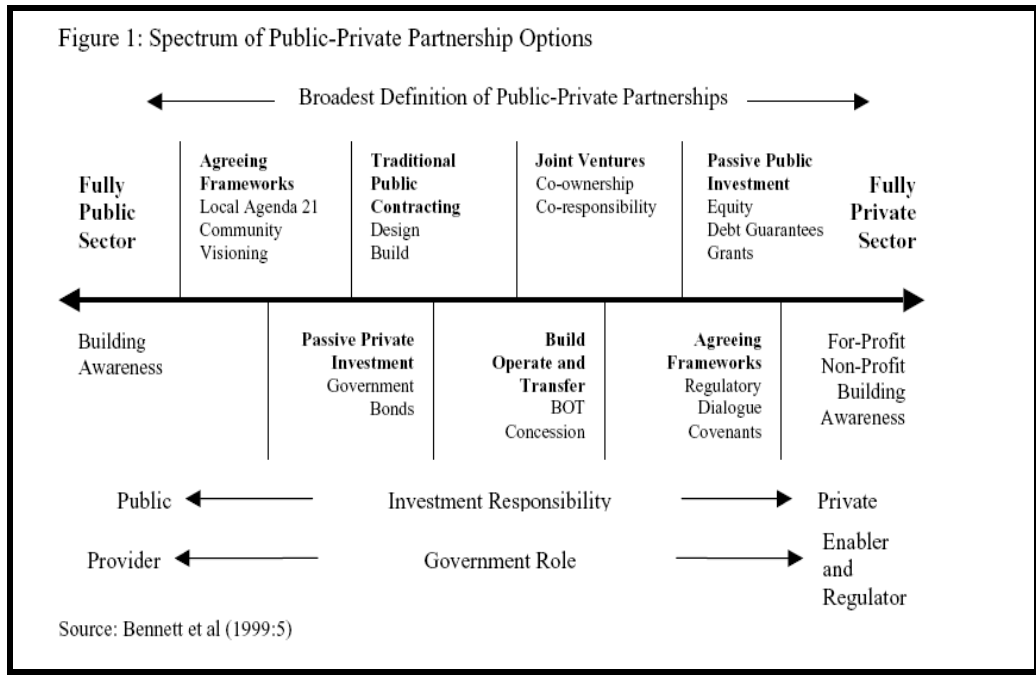 Figure 1: Spectrum of Public-Private Partnership Options
Broadest Definition of Public-Private Partnerships
Fully
Public
Sector
Agreeing
Frameworks
Local Agenda 21
Community
Visioning
Traditional
Public
Contracting
Design
Build
Joint Ventures
Co-ownership
Co-responsibility
Passive Public
Investment
Equity
Debt Guarantees
Grants
Fully
Private
Sector
Building
Awareness
Passive Private
Investment
Government
Bonds
Build
Operate and
Transfer
BOT
Concession
Agreeing
Frameworks
Regulatory
Dialogue
Covenants
For-Profit
Non-Profit
Building
Awareness
Public Investment Responsibility Private
Provider Government Role Enabler
and
Regulator
Source: Bennett et al (1999:5)